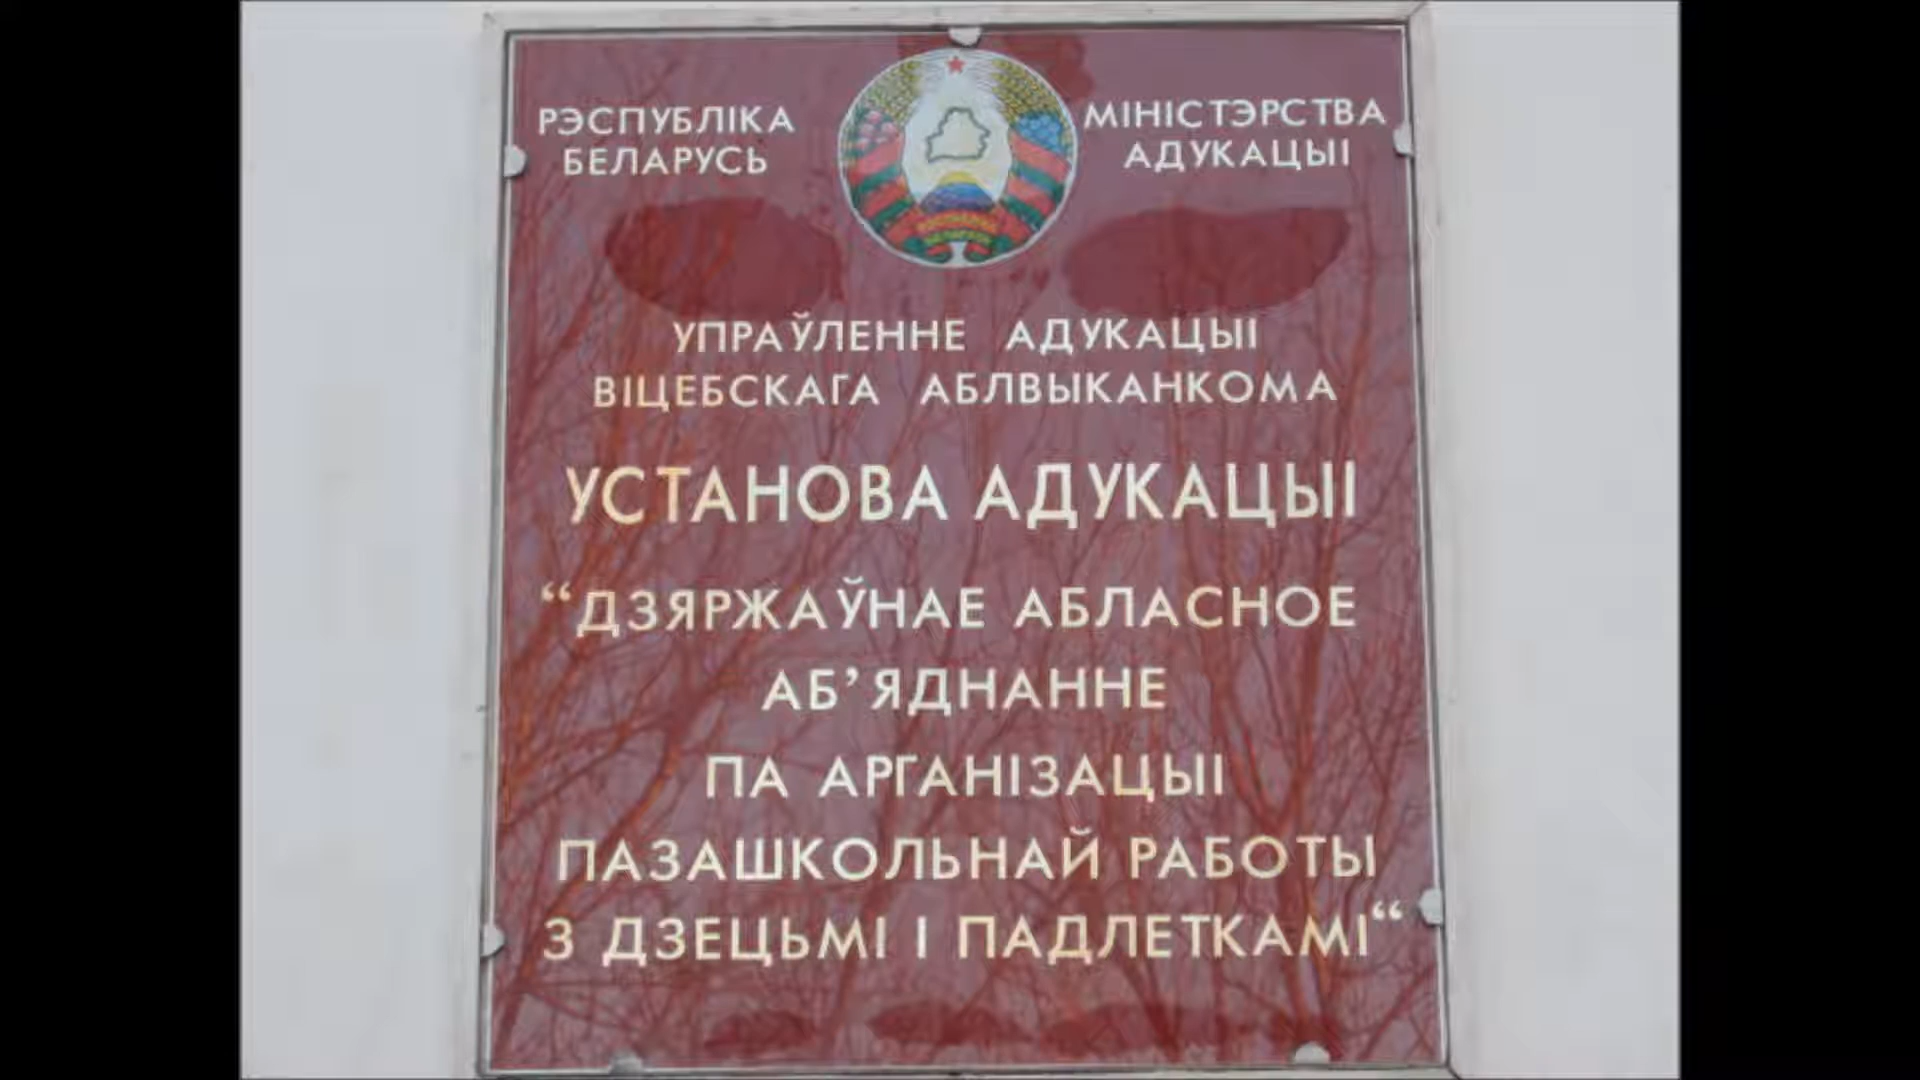 РЭСПУБЛІКА
БЕЛАРУСЬ
МІНІСТЭРСТВА
АДУКАЦЫІ
УПРАЎЛЕННЕ АДУКАЦЫІ
ВІЦЕБСКАГА АБЛВЫКАНКОМА
УСТАНОВА АДУКАЦЫІ
“ДЗЯРЖАЎНАЕ АБЛАСНОЕ
АБ’ЯДНАННЕ
ПА АРГАНІЗАЦЫІ
ПАЗАШКОЛЬНАЙ РАБОТЫ
З ДЗЕЦЬМІ І ПАДЛЕТКАМІ“